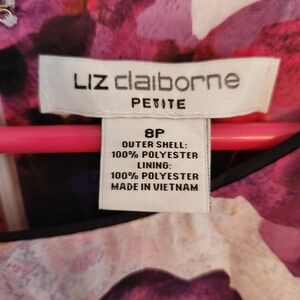 LIZ claiborne
PETITE
8P
OUTER SHELL:
100% POLYESTER
LINING:
100% POLYESTER
MADE IN VIETNAM